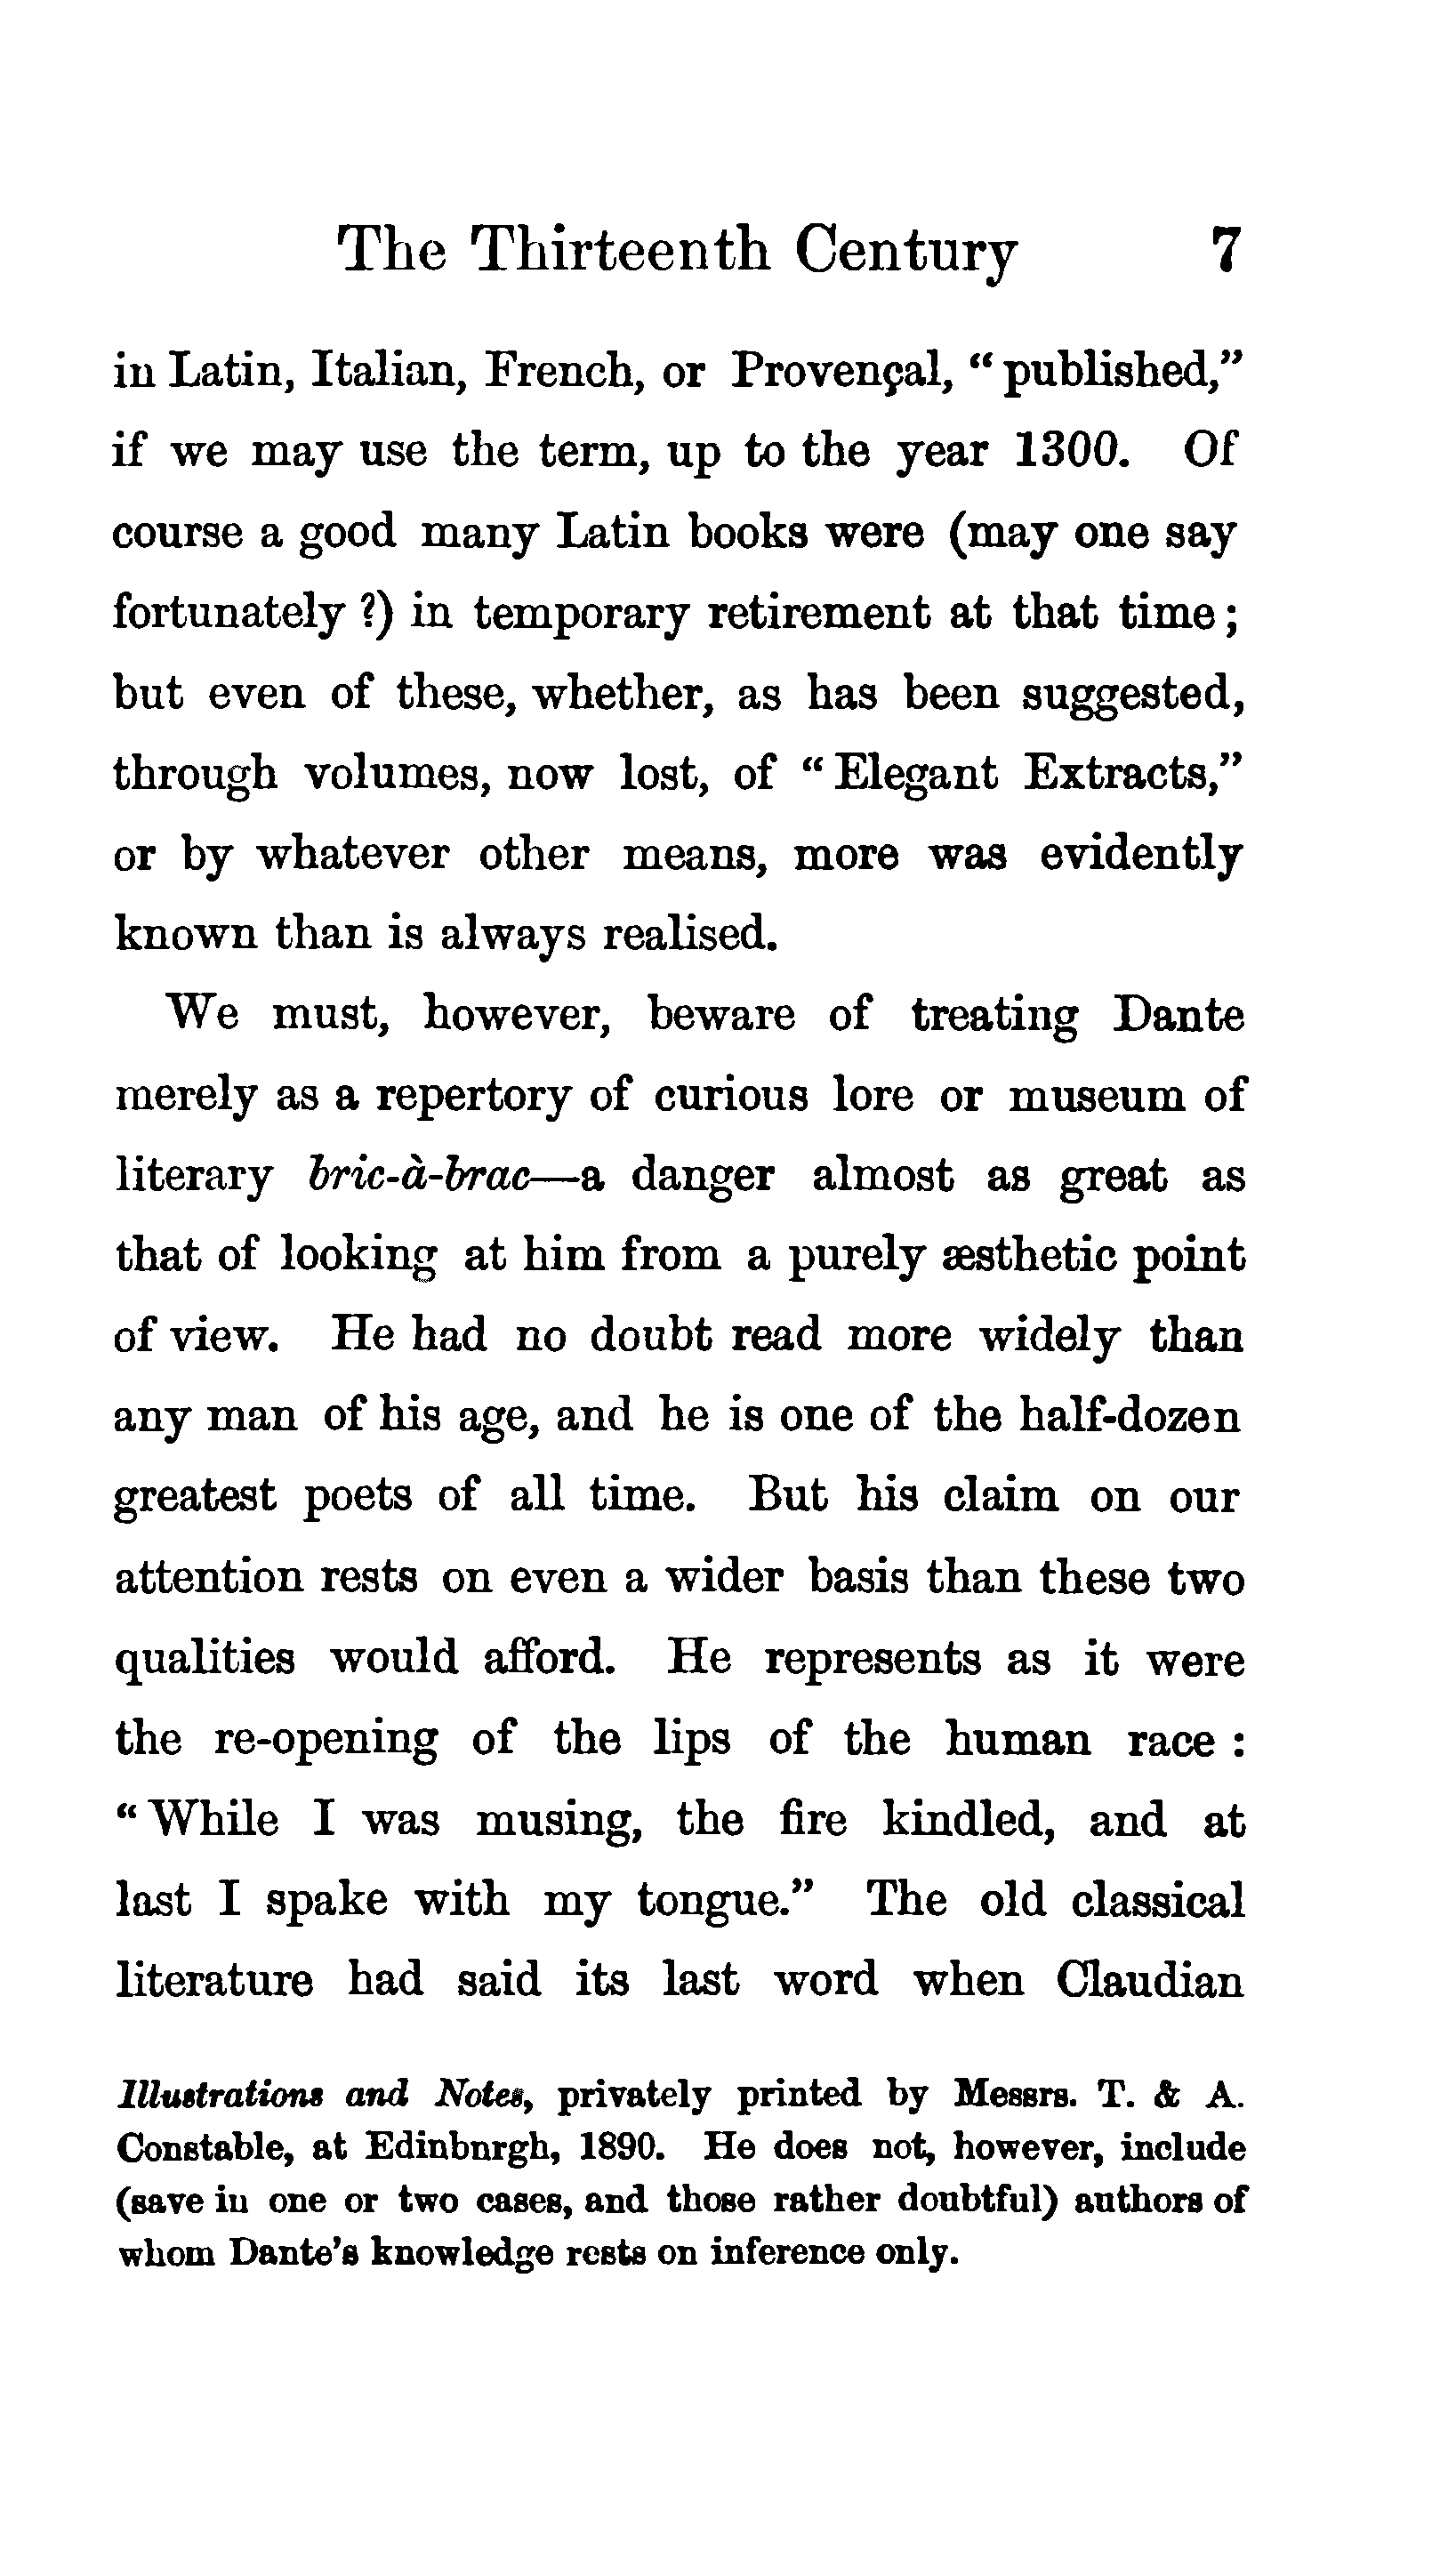 The Thirteenth Century 7
in Latin, Italian, French, or Provençal, “published,”
if we may use the term, up to the year 1300. Of
course a good many Latin books were (may one say
fortunately ?) in temporary retirement at that time ;
but even of these, whether, as has been suggested,
through volumes, now lost, of “Elegant Extracts,”
or by whatever other means, more was evidently
known than is always realised.
We must, however, beware of treating Dante
merely as a repertory of curious lore or museum of
literary bric-à-brac—a danger almost as great as
that of looking at him from a purely æsthetic point
of view. He had no doubt read more widely than
any man of his age, and he is one of the half-dozen
greatest poets of all time. But his claim on our
attention rests on even a wider basis than these two
qualities would afford. He represents as it were
the re-opening of the lips of the human race :
“While I was musing, the fire kindled, and at
last I spake with my tongue.” The old classical
literature had said its last word when Claudian
Illustrations and Notes, privately printed by Messrs. T. & A.
Constable, at Edinburgh, 1890. He does not, however, include
(save in one or two cases, and those rather doubtful) authors of
whom Dante’s knowledge rests on inference only.